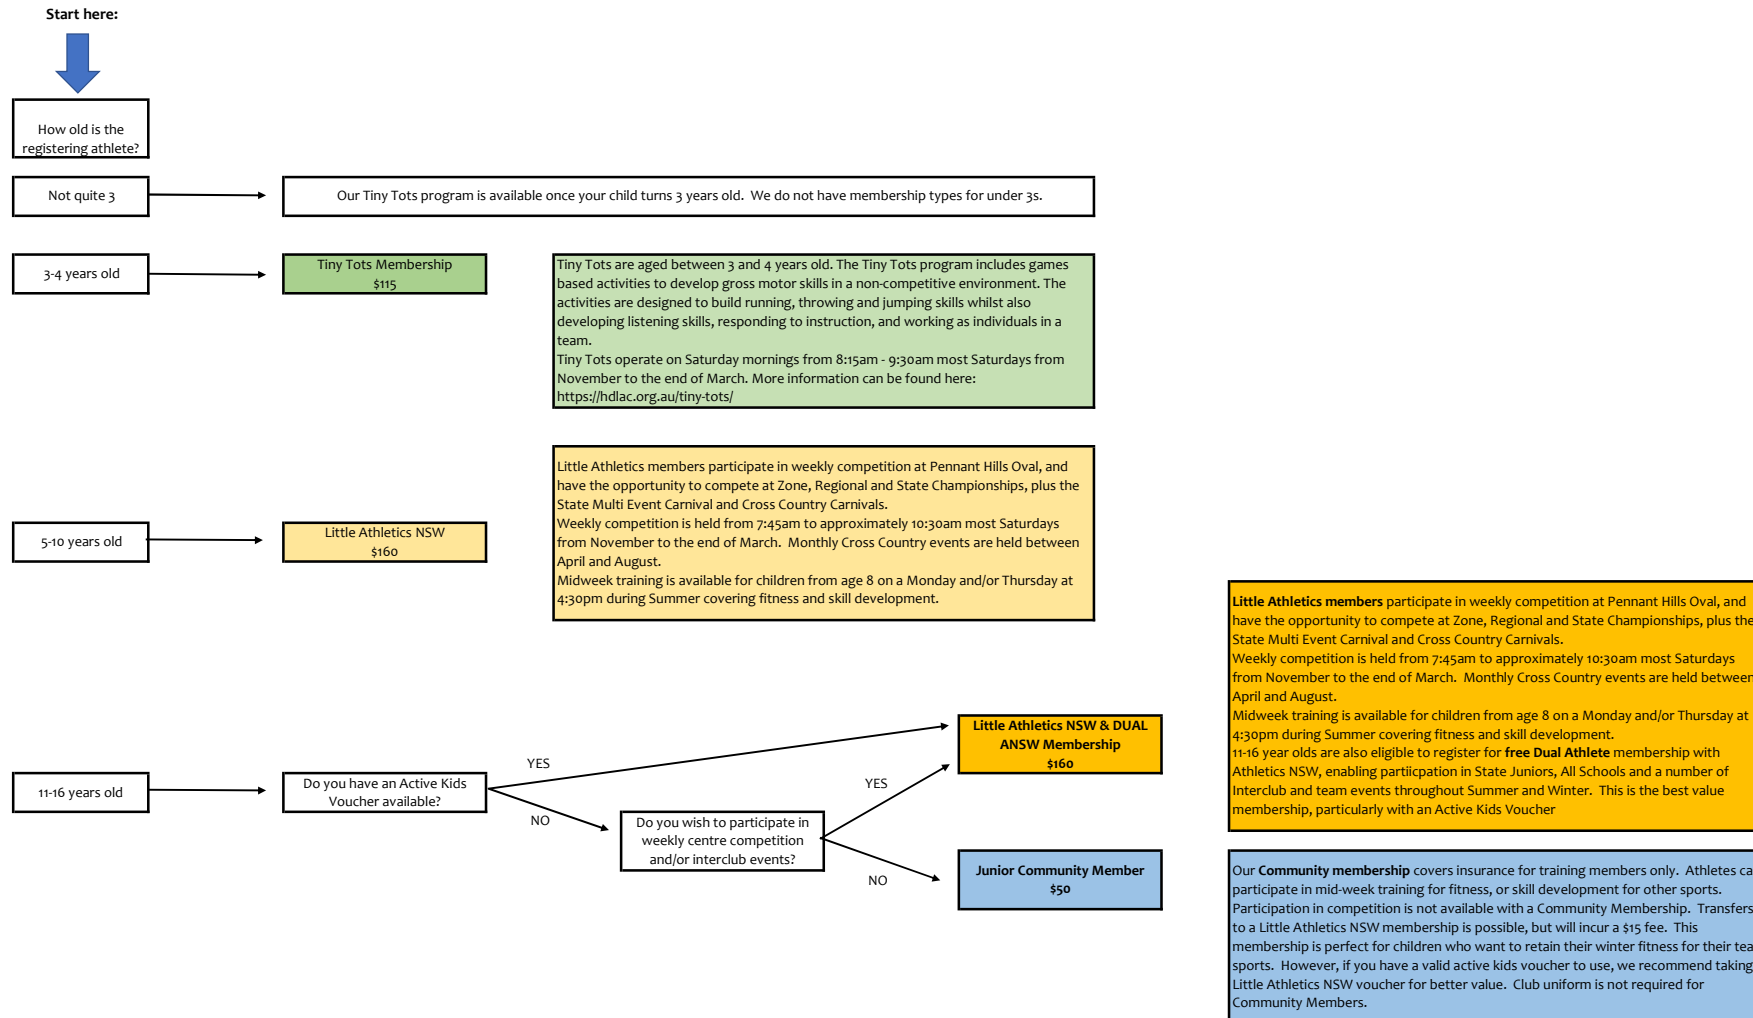 Start here:
How old is the
registering athlete?
Not quite 3
Our Tiny Tots program is available once your child turns 3 years old.  We do not have membership types for under 3s.
3-4 years old
Tiny Tots Membership
$115
Tiny Tots are aged between 3 and 4 years old. The Tiny Tots program includes games
based activities to develop gross motor skills in a non-competitive environment. The
activities are designed to build running, throwing and jumping skills whilst also
developing listening skills, responding to instruction, and working as individuals in a
team.
Tiny Tots operate on Saturday mornings from 8:15am - 9:30am most Saturdays from
November to the end of March. More information can be found here:
https://hdlac.org.au/tiny-tots/
5-10 years old
Little Athletics NSW
$160
Little Athletics members participate in weekly competition at Pennant Hills Oval, and
have the opportunity to compete at Zone, Regional and State Championships, plus the
State Multi Event Carnival and Cross Country Carnivals.
Weekly competition is held from 7:45am to approximately 10:30am most Saturdays
from November to the end of March.  Monthly Cross Country events are held between
April and August.
Midweek training is available for children from age 8 on a Monday and/or Thursday at
4:30pm during Summer covering fitness and skill development.
11-16 years old
Do you have an Active Kids
Voucher available?
YES
NO
Do you wish to participate in
weekly centre competition
and/or interclub events?
YES
NO
Little Athletics NSW & DUAL
ANSW Membership
$160
Junior Community Member
$50
Little Athletics members participate in weekly competition at Pennant Hills Oval, and
have the opportunity to compete at Zone, Regional and State Championships, plus the
State Multi Event Carnival and Cross Country Carnivals.
Weekly competition is held from 7:45am to approximately 10:30am most Saturdays
from November to the end of March.  Monthly Cross Country events are held between
April and August.
Midweek training is available for children from age 8 on a Monday and/or Thursday at
4:30pm during Summer covering fitness and skill development.
11-16 year olds are also eligible to register for free Dual Athlete membership with
Athletics NSW, enabling partiicpation in State Juniors, All Schools and a number of
Interclub and team events throughout Summer and Winter.  This is the best value
membership, particularly with an Active Kids Voucher
Our Community membership covers insurance for training members only.  Athletes ca
participate in mid-week training for fitness, or skill development for other sports.
Participation in competition is not available with a Community Membership.  Transfers
to a Little Athletics NSW membership is possible, but will incur a $15 fee.  This
membership is perfect for children who want to retain their winter fitness for their tea
sports.  However, if you have a valid active kids voucher to use, we recommend taking
Little Athletics NSW voucher for better value.  Club uniform is not required for
Community Members.